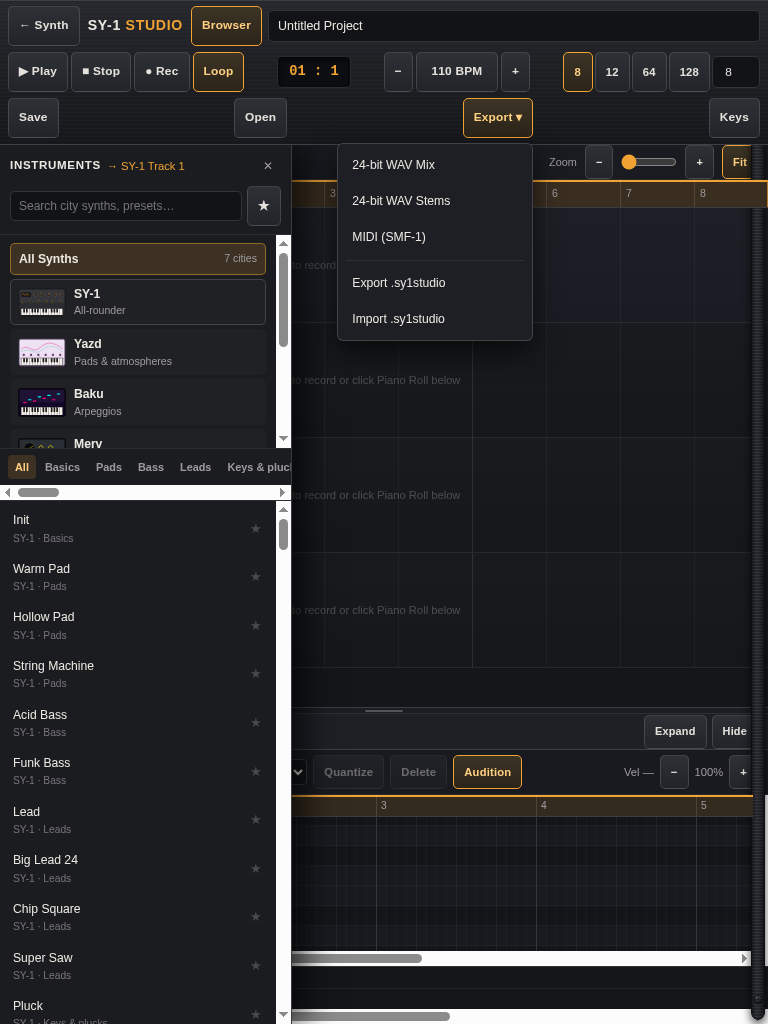 ← Synth SY-1 STUDIO Browser Untitled Project
▶ Play ■ Stop ● Rec Loop 01 : 1 − 110 BPM + 8 12 64 128 8
Save Open Export ▾ Keys
INSTRUMENTS → SY-1 Track 1 ✕
Search city synths, presets… ★
All Synths 7 cities
SY-1
All-rounder
Yazd
Pads & atmospheres
Baku
Arpeggios
Merv
All Basics Pads Bass Leads Keys & pluc
Init
SY-1 · Basics ★
Warm Pad
SY-1 · Pads ★
Hollow Pad
SY-1 · Pads ★
String Machine
SY-1 · Pads ★
Acid Bass
SY-1 · Bass ★
Funk Bass
SY-1 · Bass ★
Lead
SY-1 · Leads ★
Big Lead 24
SY-1 · Leads ★
Chip Square
SY-1 · Leads ★
Super Saw
SY-1 · Leads ★
Pluck
SY-1 · Keys & plucks ★
24-bit WAV Mix
24-bit WAV Stems
MIDI (SMF-1)
Export .sy1studio
Import .sy1studio
Zoom − + Fit
3 6 7 8
to record
to record or click Piano Roll below
to record or click Piano Roll below
to record or click Piano Roll below
Expand Hide
Quantize Delete Audition Vel — − 100% +
3 4 5